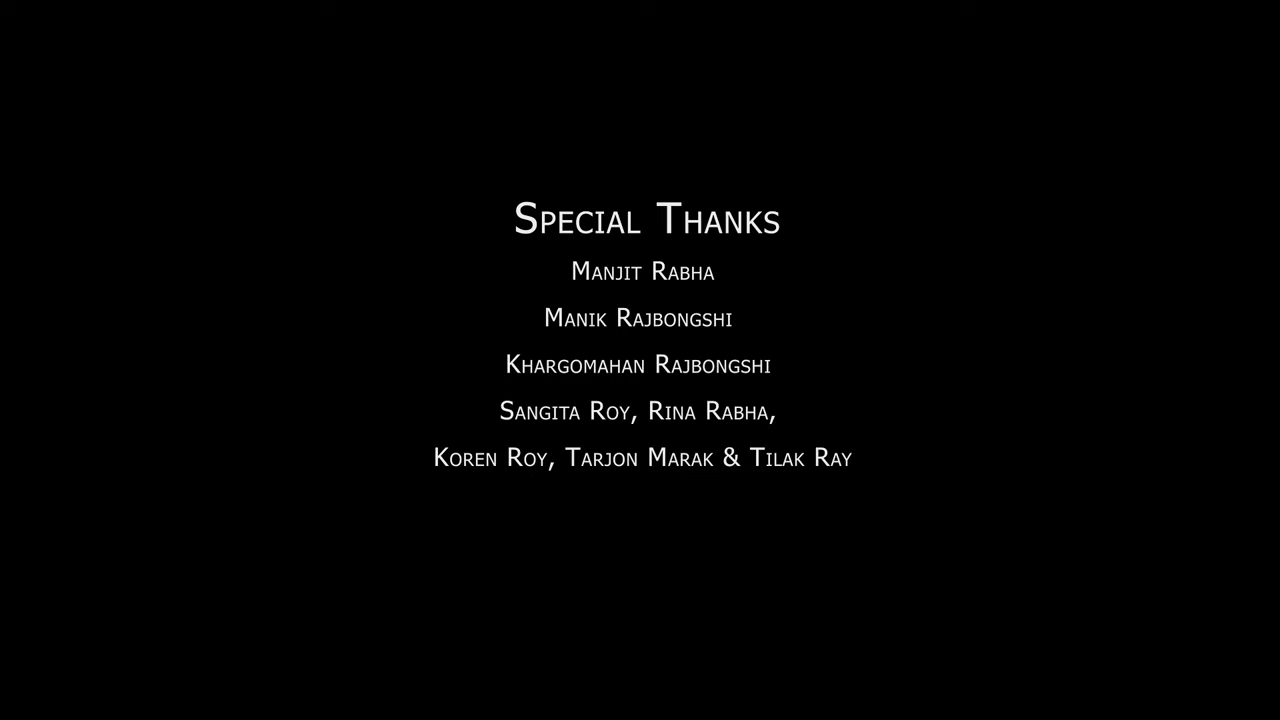 Special Thanks
Manjit Rabha
Manik Rajbongshi
Khargomahan Rajbongshi
Sangita Roy, Rina Rabha,
Koren Roy, Tarjon Marak & Tilak Ray